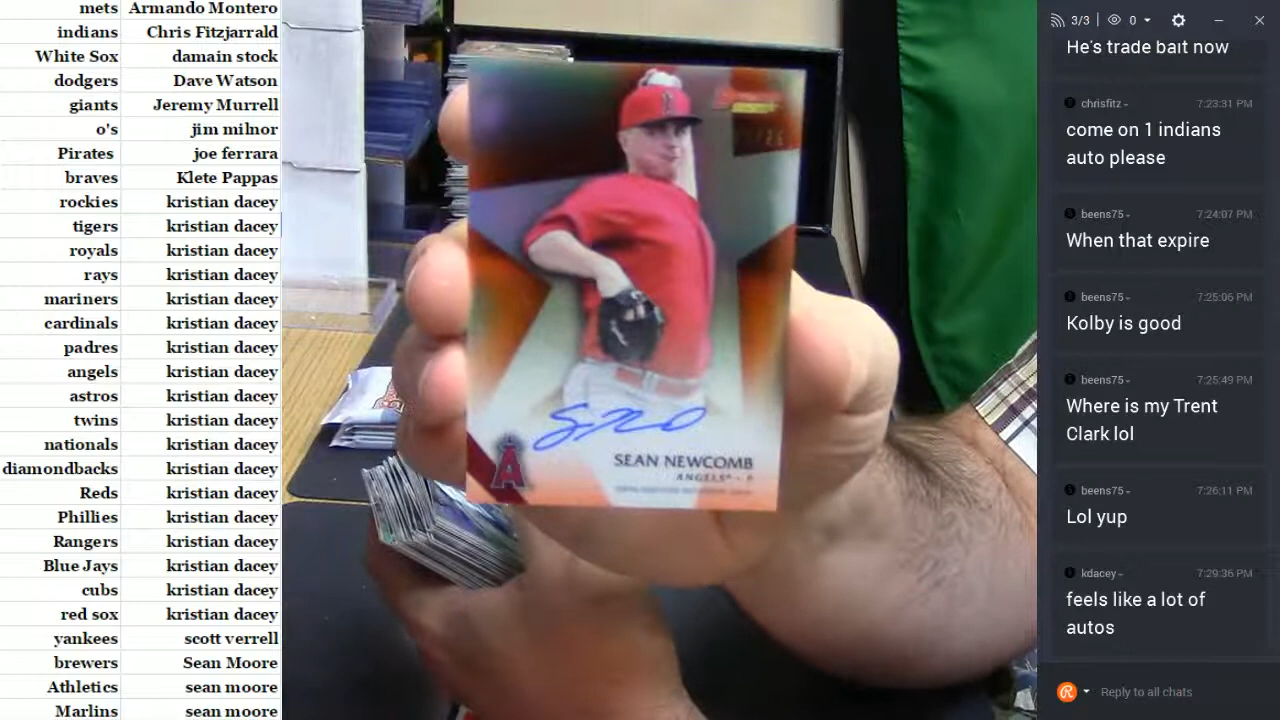 mets Armando Montero
indians Chris Fitzjarrald
White Sox damain stock
dodgers Dave Watson
giants Jeremy Murrell
o's jim milnor
Pirates joe ferrara
braves Klete Pappas
rockies kristian dacey
tigers kristian dacey
royals kristian dacey
rays kristian dacey
mariners kristian dacey
cardinals kristian dacey
padres kristian dacey
angels kristian dacey
astros kristian dacey
twins kristian dacey
nationals kristian dacey
diamondbacks kristian dacey
Reds kristian dacey
Phillies kristian dacey
Rangers kristian dacey
Blue Jays kristian dacey
cubs kristian dacey
red sox kristian dacey
yankees scott verrell
brewers Sean Moore
Athletics sean moore
Marlins sean moore
A
SEAN NEWCOMB
ANGELS® - P
3/3 0
He's trade bait now
chrisfitz 7:23:31 PM
come on 1 indians
auto please
beens75 7:24:07 PM
When that expire
beens75 7:25:06 PM
Kolby is good
beens75 7:25:49 PM
Where is my Trent
Clark lol
beens75 7:26:11 PM
Lol yup
kdacey 7:29:36 PM
feels like a lot of
autos
Reply to all chats